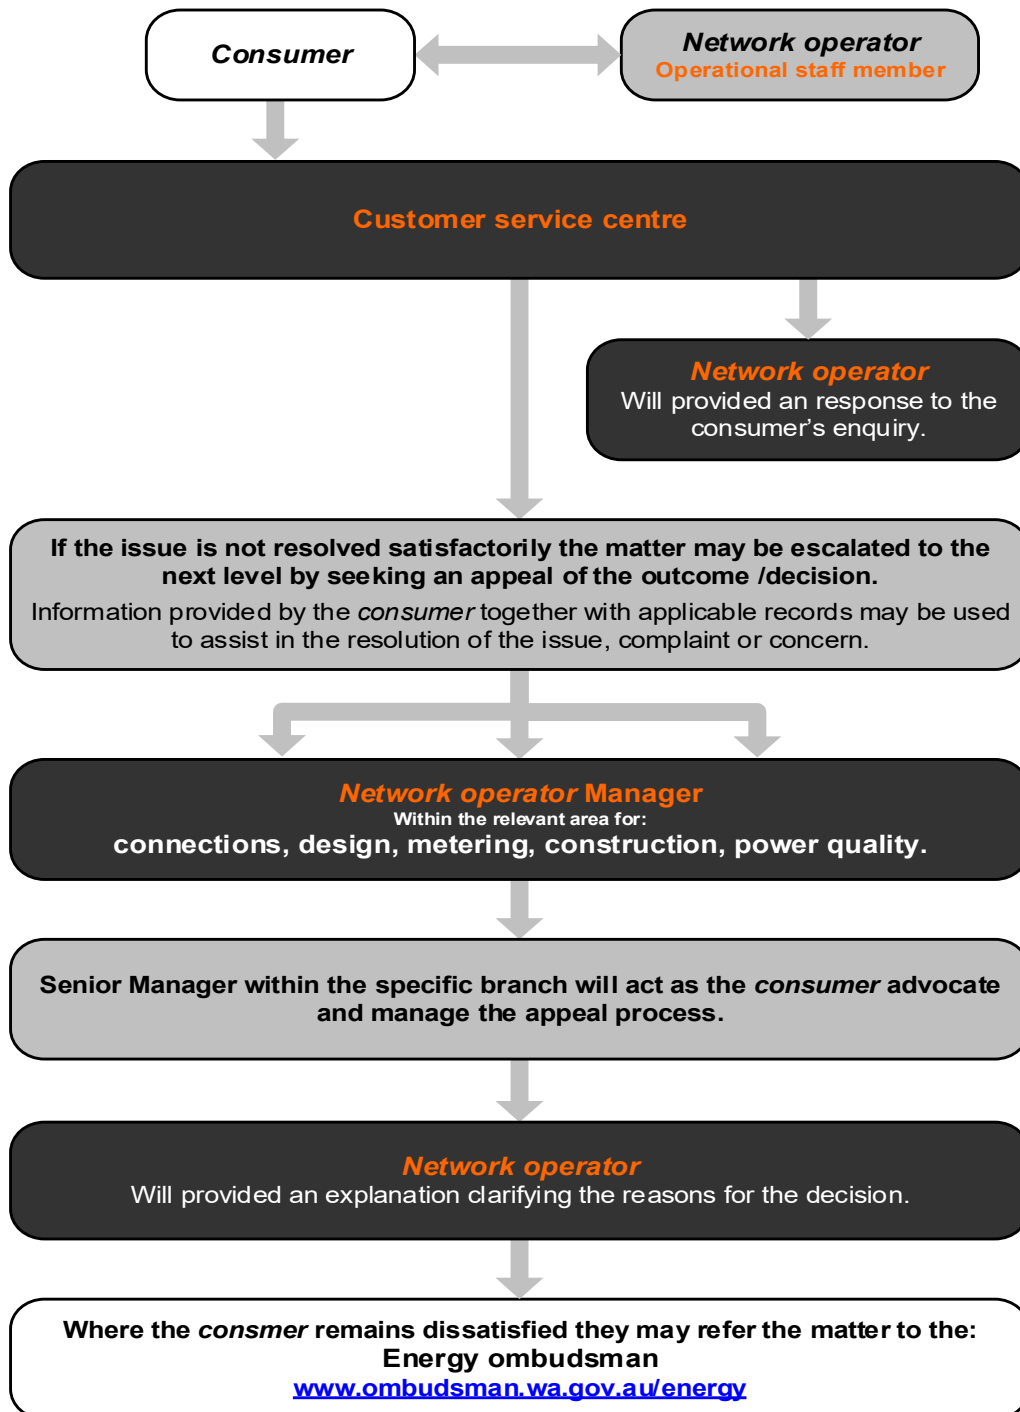 Consumer
Network operator
Operational staff member
Customer service centre
Network operator
Will provided an response to the
consumer's enquiry.
If the issue is not resolved satisfactorily the matter may be escalated to the
next level by seeking an appeal of the outcome /decision.
Information provided by the consumer together with applicable records may be used
to assist in the resolution of the issue, complaint or concern.
Network operator Manager
Within the relevant area for:
connections, design, metering, construction, power quality.
Senior Manager within the specific branch will act as the consumer advocate
and manage the appeal process.
Network operator
Will provided an explanation clarifying the reasons for the decision.
Where the consmer remains dissatisfied they may refer the matter to the:
Energy ombudsman
www.ombudsman.wa.gov.au/energy